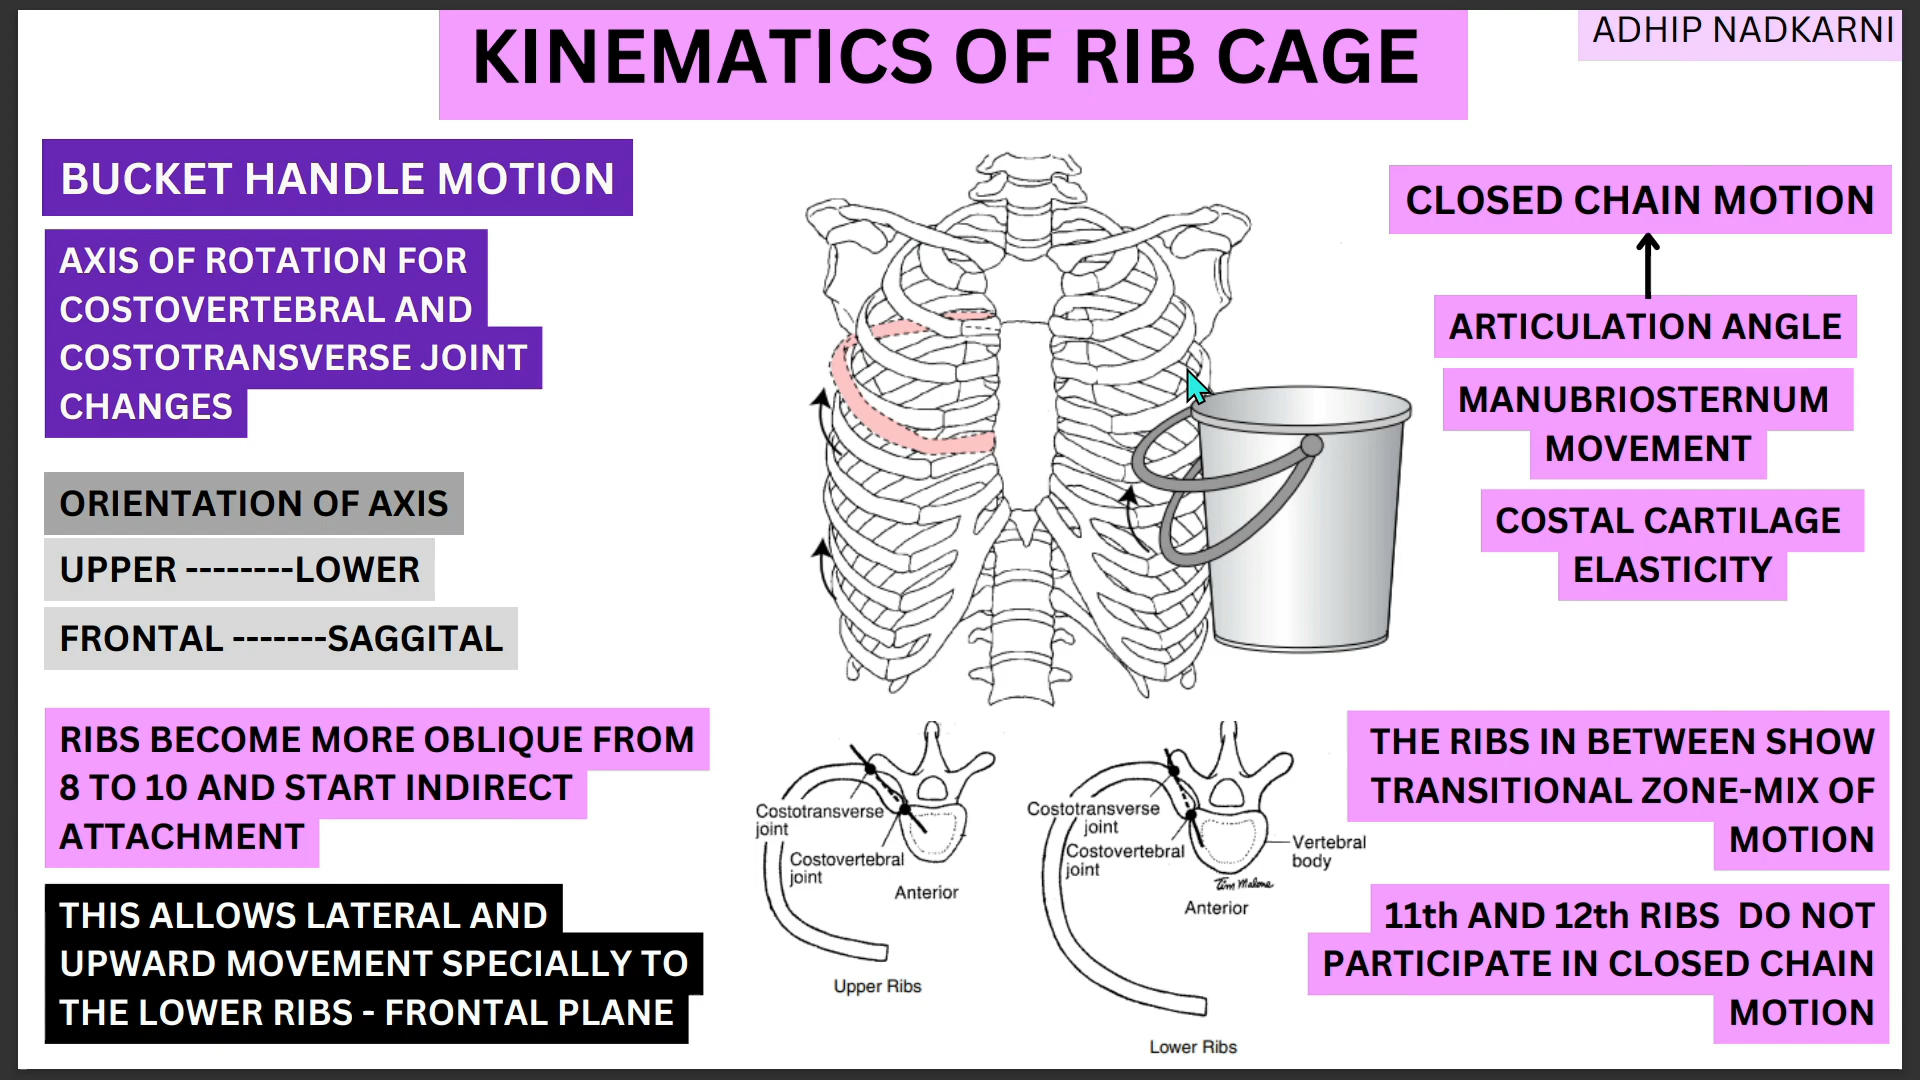 KINEMATICS OF RIB CAGE
ADHIP NADKARNI
BUCKET HANDLE MOTION
AXIS OF ROTATION FOR
COSTOVERTEBRAL AND
COSTOTRANSVERSE JOINT
CHANGES
ORIENTATION OF AXIS
UPPER --------LOWER
FRONTAL -------SAGGITAL
RIBS BECOME MORE OBLIQUE FROM
8 TO 10 AND START INDIRECT
ATTACHMENT
THIS ALLOWS LATERAL AND
UPWARD MOVEMENT SPECIALLY TO
THE LOWER RIBS - FRONTAL PLANE
Costotransverse
joint
Costovertebral
joint
Anterior
Upper Ribs
Costotransverse
joint
Costovertebral
joint
Vertebral
body
Tim Malone
Anterior
Lower Ribs
CLOSED CHAIN MOTION
ARTICULATION ANGLE
MANUBRIOSTERNUM
MOVEMENT
COSTAL CARTILAGE
ELASTICITY
THE RIBS IN BETWEEN SHOW
TRANSITIONAL ZONE-MIX OF
MOTION
11th AND 12th RIBS  DO NOT
PARTICIPATE IN CLOSED CHAIN
MOTION